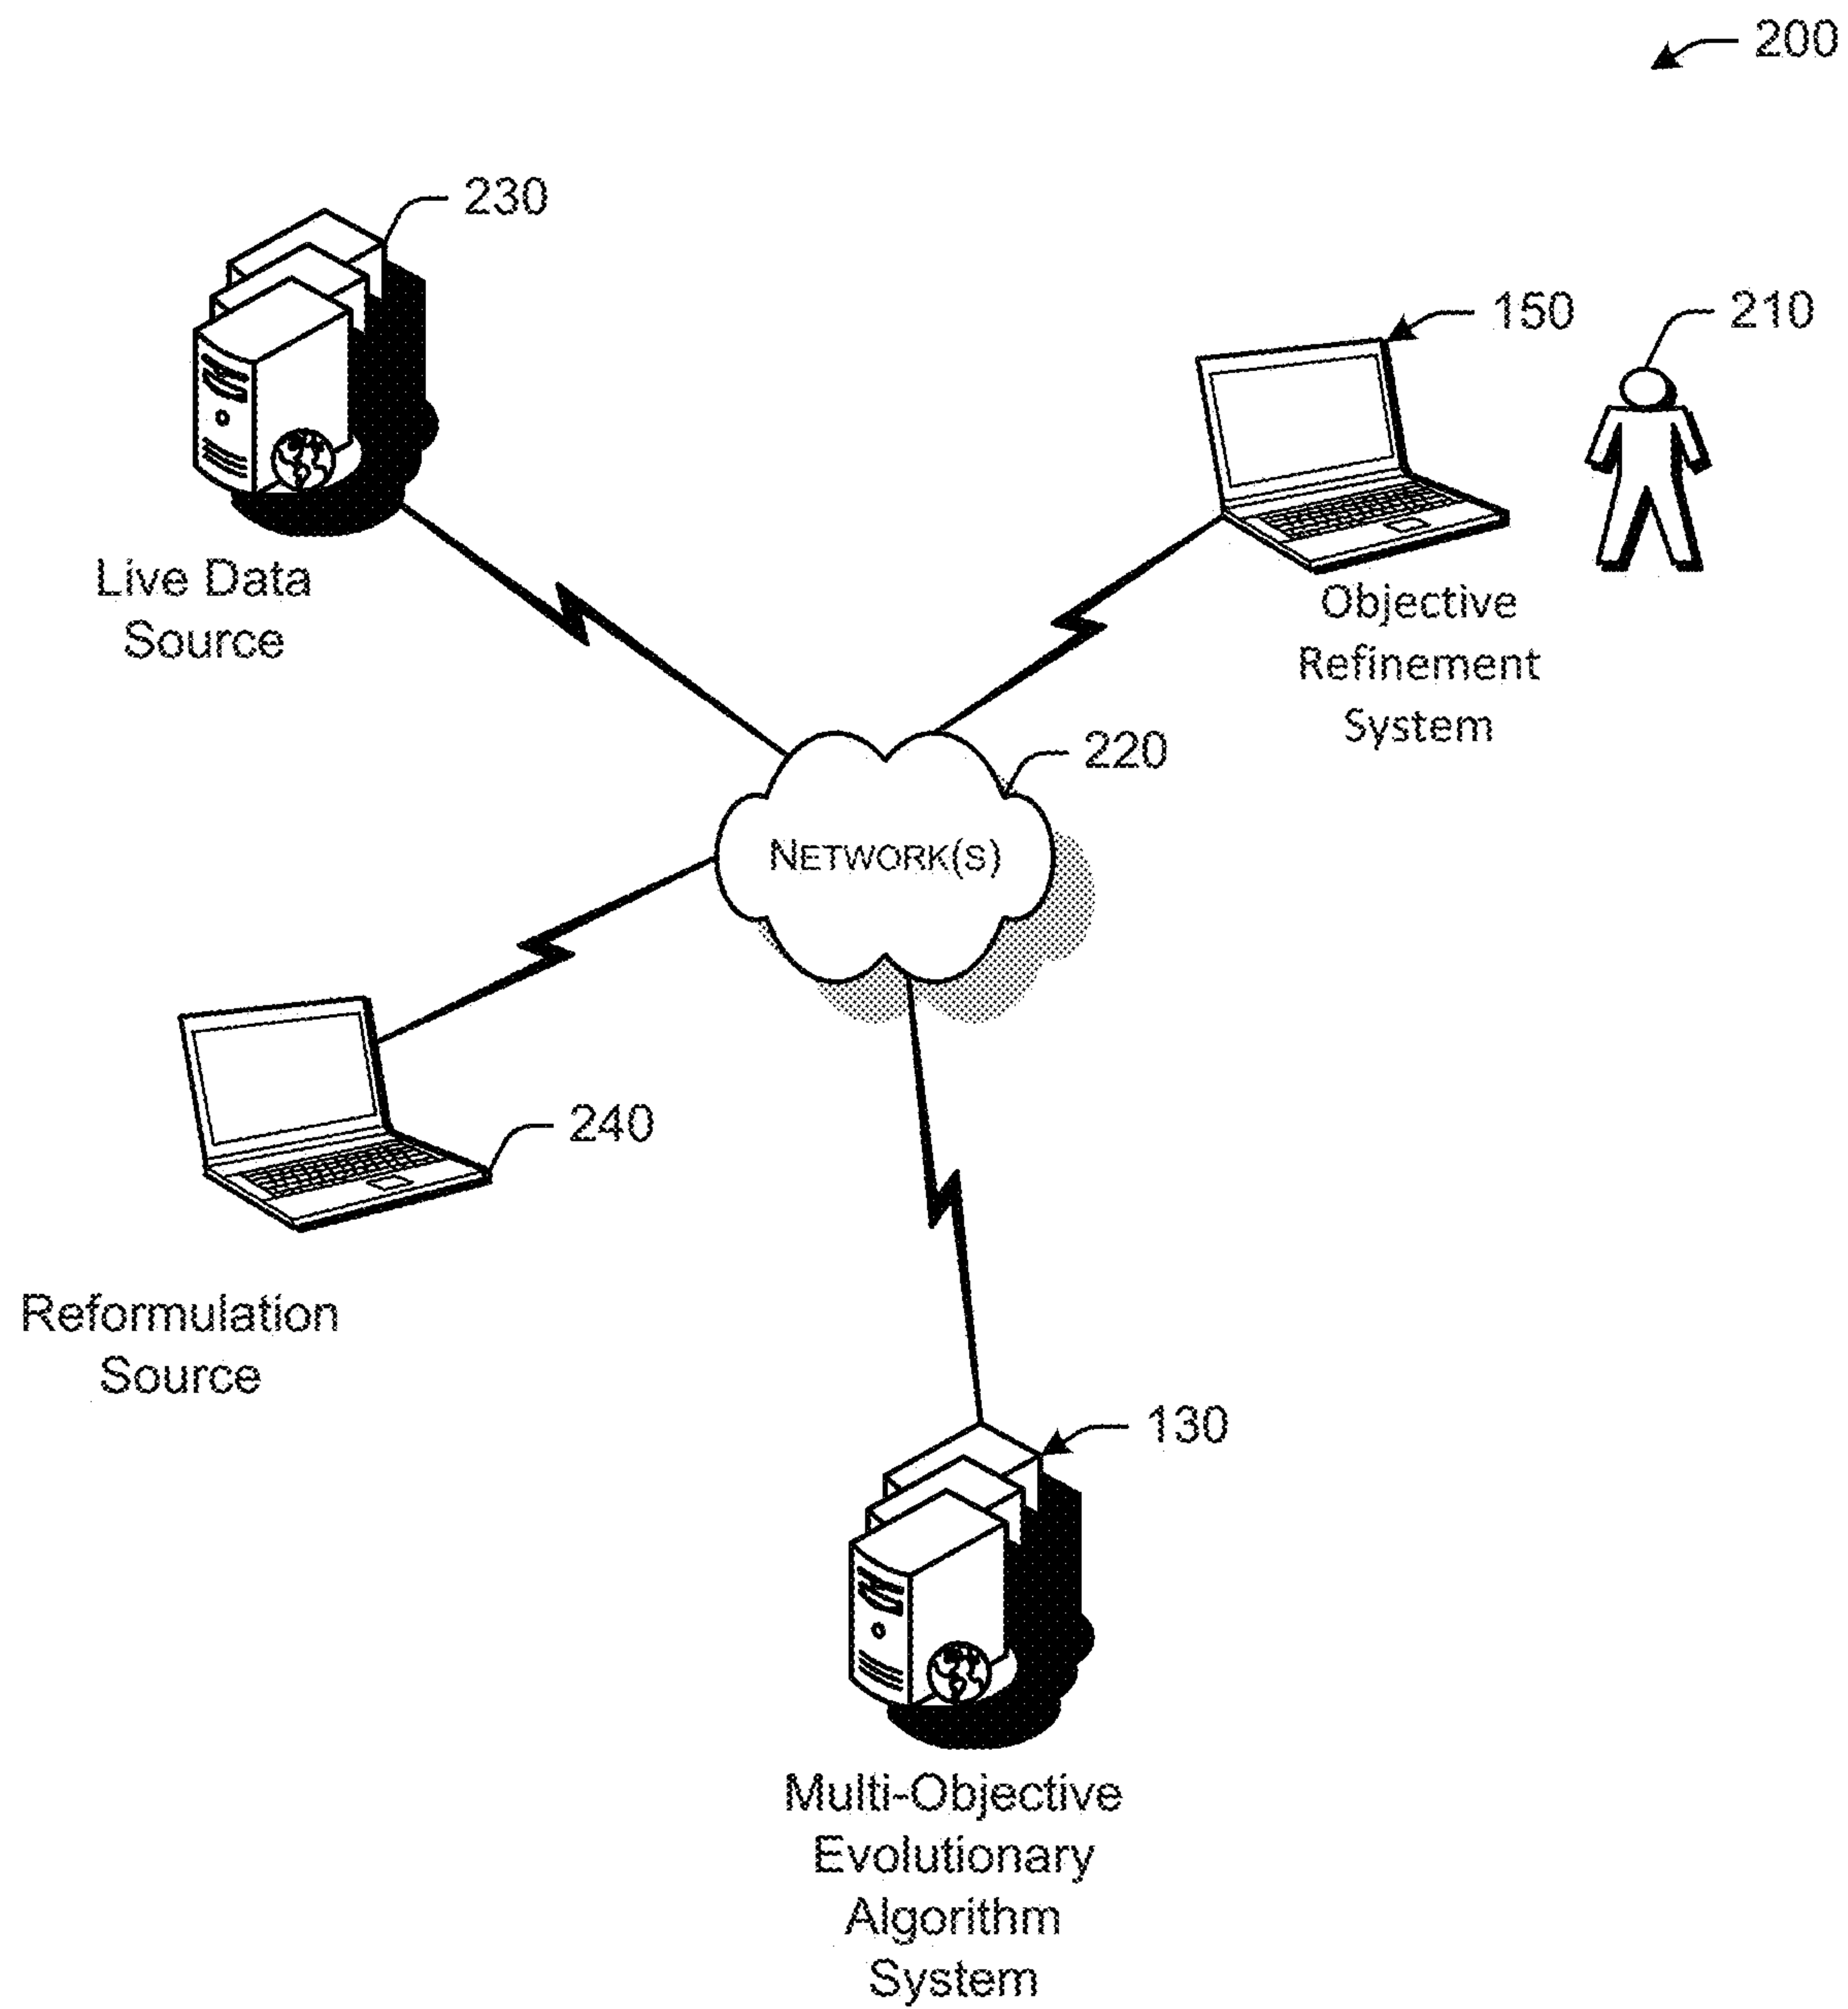 200
230
150
210
Live Data
Source
Objective
Refinement
System
220
NETWORK(S)
240
Reformulation
Source
130
Multi-Objective
Evolutionary
Algorithm
System